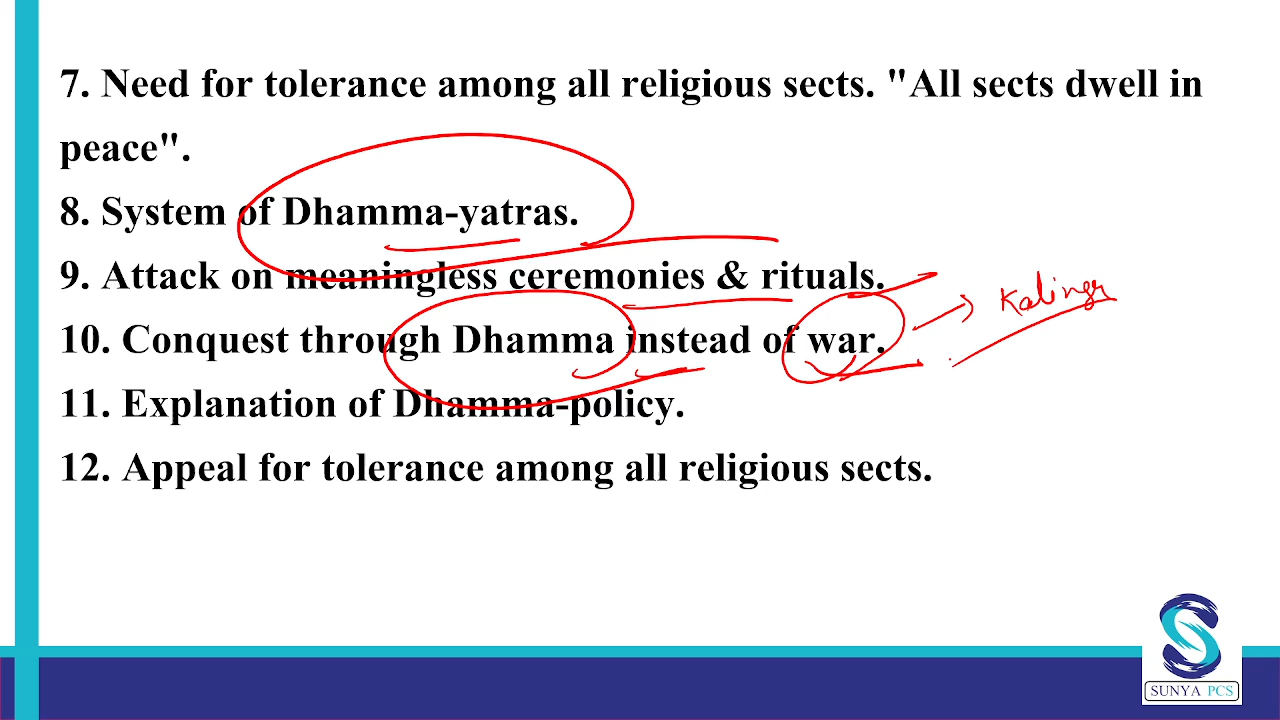 7. Need for tolerance among all religious sects. "All sects dwell in
peace".
8. System of Dhamma-yatras.
9. Attack on meaningless ceremonies & rituals.
10. Conquest through Dhamma instead of war.
Kalinga
11. Explanation of Dhamma-policy.
12. Appeal for tolerance among all religious sects.
SUNYA PCS